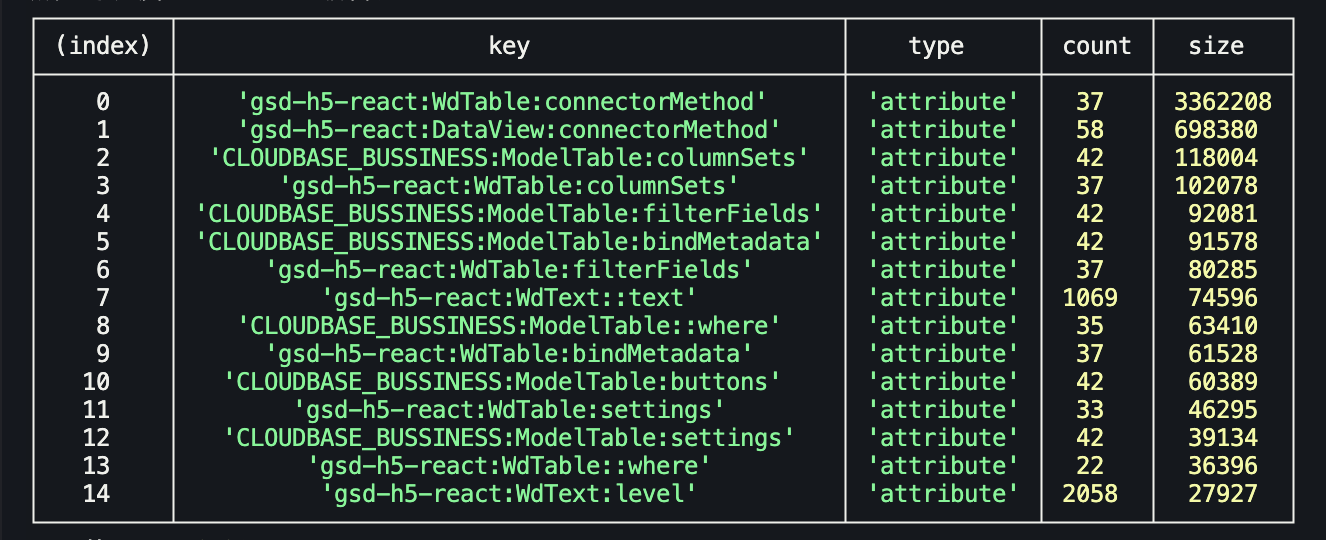 (index) key type count size
0 'gsd-h5-react:WdTable:connectorMethod' 'attribute' 37 3362208
1 'gsd-h5-react:DataView:connectorMethod' 'attribute' 58 698380
2 'CLOUDBASE_BUSSINESS:ModelTable:columnSets' 'attribute' 42 118004
3 'gsd-h5-react:WdTable:columnSets' 'attribute' 37 102078
4 'CLOUDBASE_BUSSINESS:ModelTable:filterFields' 'attribute' 42 92081
5 'CLOUDBASE_BUSSINESS:ModelTable:bindMetadata' 'attribute' 42 91578
6 'gsd-h5-react:WdTable:filterFields' 'attribute' 37 80285
7 'gsd-h5-react:WdText::text' 'attribute' 1069 74596
8 'CLOUDBASE_BUSSINESS:ModelTable::where' 'attribute' 35 63410
9 'gsd-h5-react:WdTable:bindMetadata' 'attribute' 37 61528
10 'CLOUDBASE_BUSSINESS:ModelTable:buttons' 'attribute' 42 60389
11 'gsd-h5-react:WdTable:settings' 'attribute' 33 46295
12 'CLOUDBASE_BUSSINESS:ModelTable:settings' 'attribute' 42 39134
13 'gsd-h5-react:WdTable::where' 'attribute' 22 36396
14 'gsd-h5-react:WdText:level' 'attribute' 2058 27927